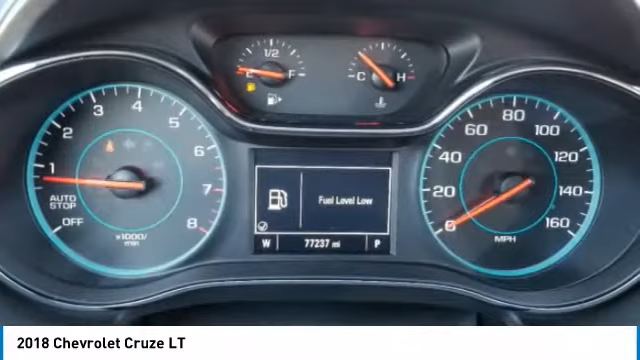 1/2
E F
C H
1 2 3 4 5 6 7 8
AUTO
STOP
OFF
x1000/
min
Fuel Level Low
W 77237 mi P
0 20 40 60 80 100 120 140 160
MPH
2018 Chevrolet Cruze LT